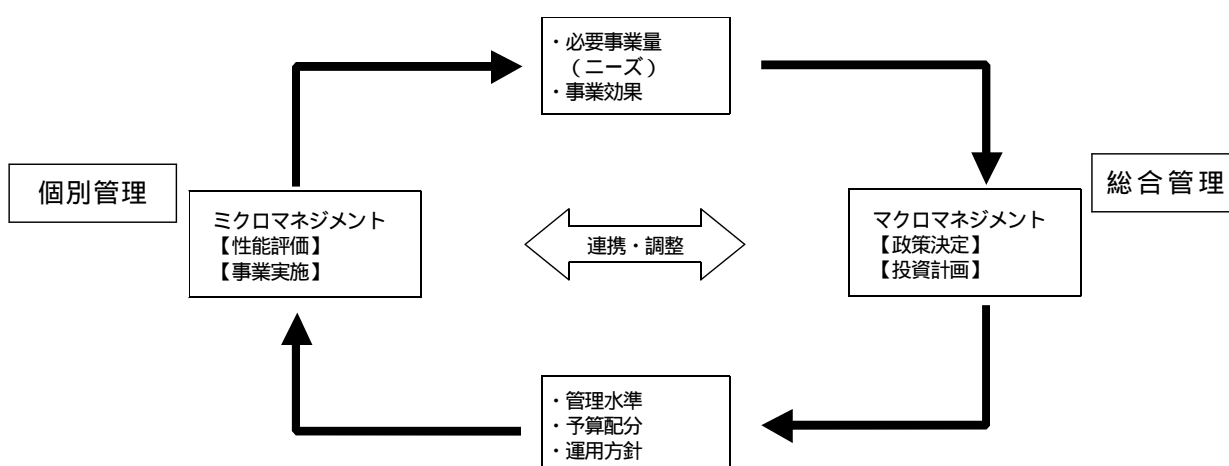 ・必要事業量
（ニーズ）
・事業効果
個別管理
総合管理
ミクロマネジメント
【性能評価】
【事業実施】
連携・調整
マクロマネジメント
【政策決定】
【投資計画】
・管理水準
・予算配分
・運用方針